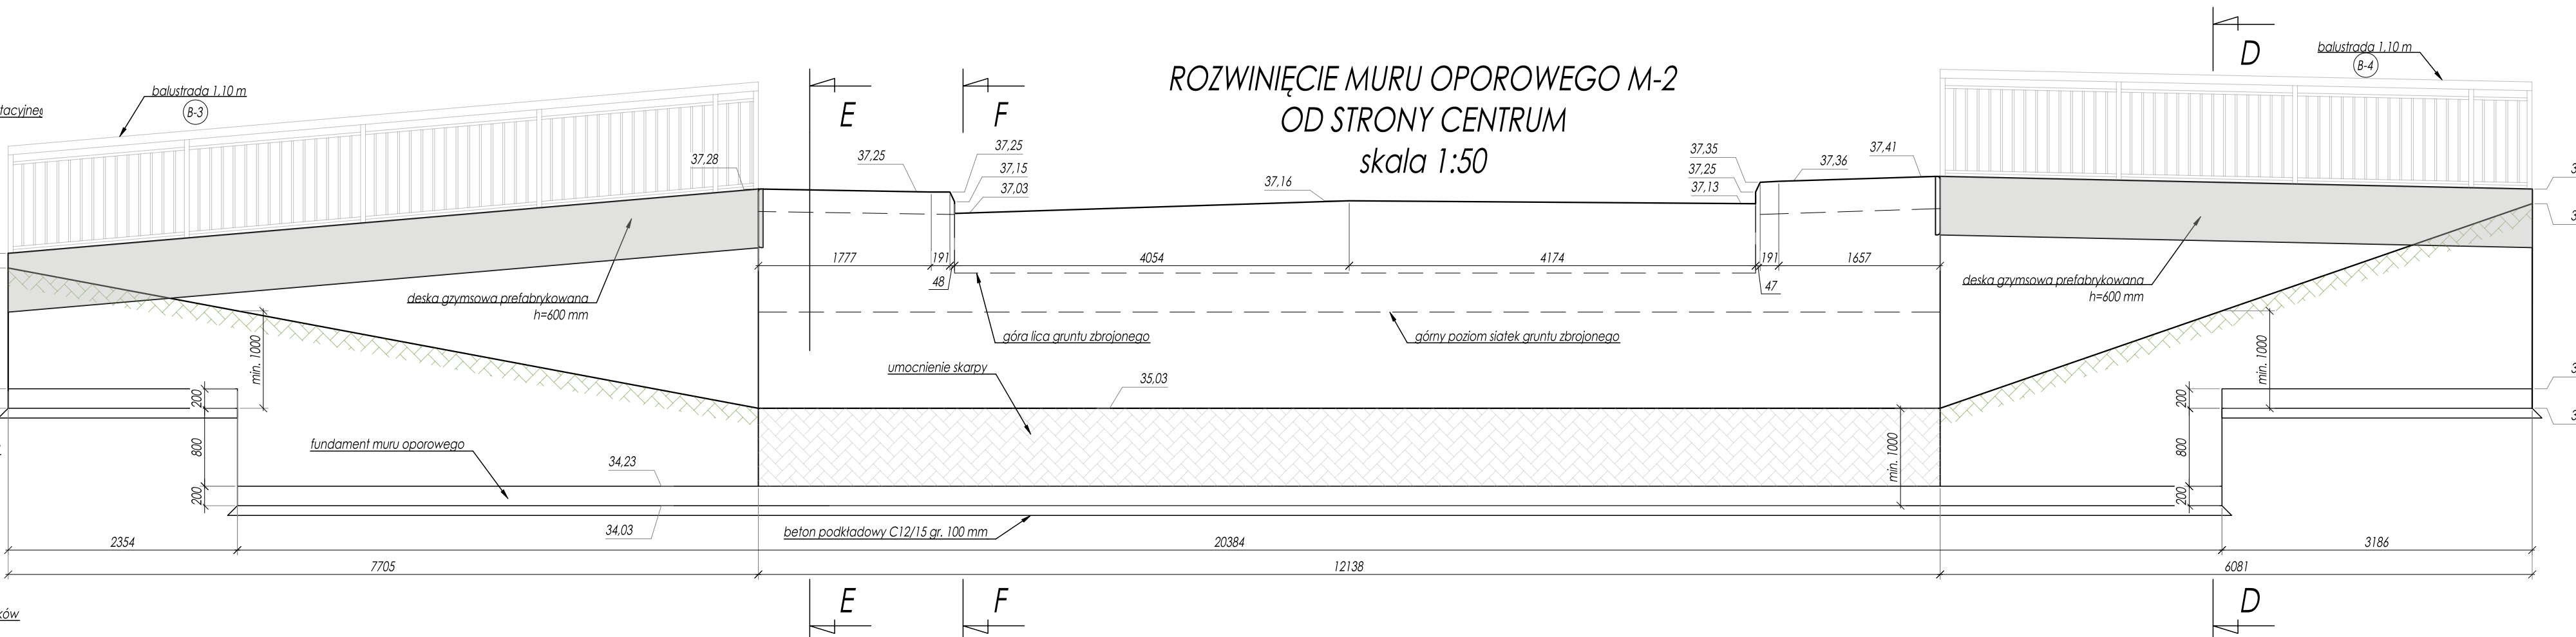 ROZWINIĘCIE MURU OPOROWEGO M-2
OD STRONY CENTRUM
skala 1:50
balustrada 1,10 m
B-3
37,28
E
F
37,25
37,25
37,15
37,03
37,16
37,35
37,25
37,13
37,36
37,41
D
balustrada 1,10 m
B-4
deska gzymsowa prefabrykowana
h=600 mm
1777
191
48
4054
4174
191
47
1657
deska gzymsowa prefabrykowana
h=600 mm
góra lica gruntu zbrojonego
górny poziom siatek gruntu zbrojonego
umocnienie skarpy
35,03
min. 1000
200
800
200
fundament muru oporowego
34,23
34,03
beton podkładowy C12/15 gr. 100 mm
min. 1000
min. 1000
200
800
200
2354
20384
3186
7705
12138
6081
E
F
D